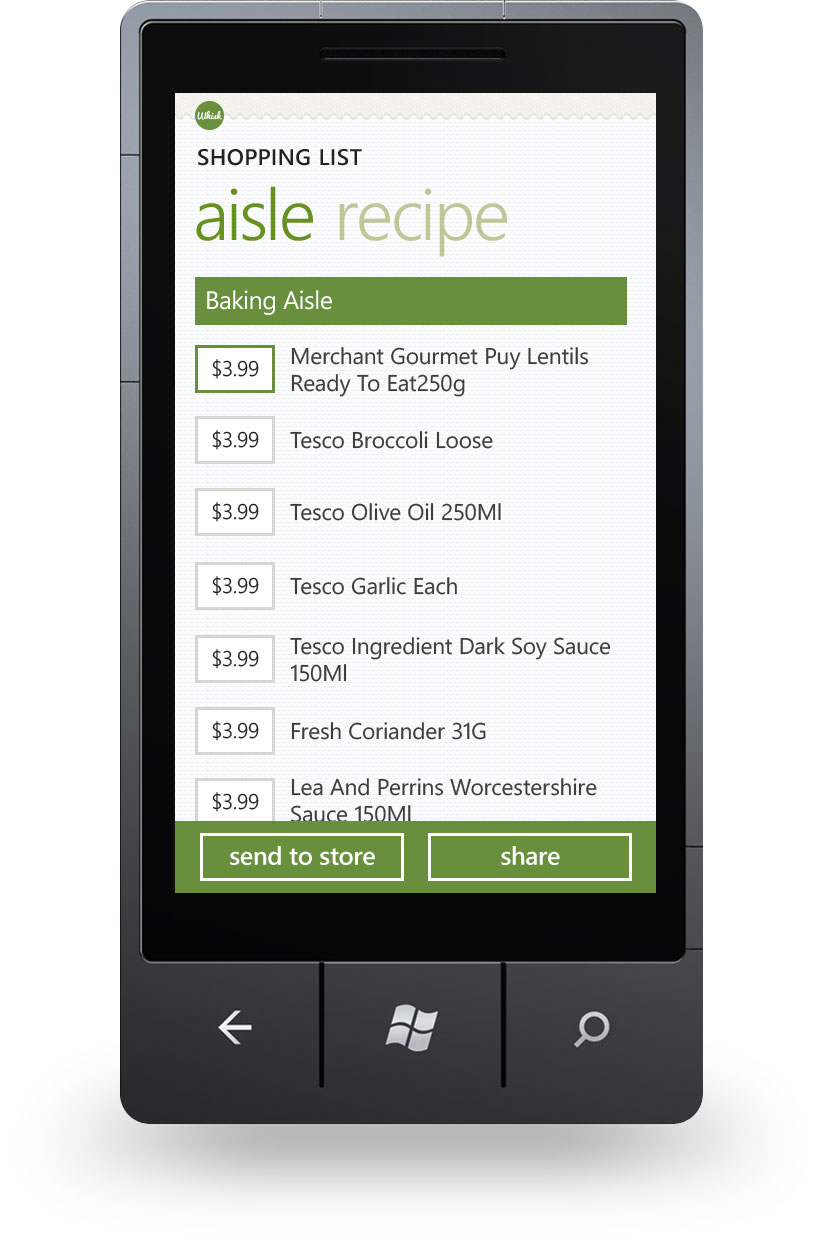 Whisk
SHOPPING LIST
aisle recipe
Baking Aisle
$3.99
Merchant Gourmet Puy Lentils
Ready To Eat250g
$3.99
Tesco Broccoli Loose
$3.99
Tesco Olive Oil 250Ml
$3.99
Tesco Garlic Each
$3.99
Tesco Ingredient Dark Soy Sauce
150Ml
$3.99
Fresh Coriander 31G
$3.99
Lea And Perrins Worcestershire
Sauce 150Ml
send to store
share